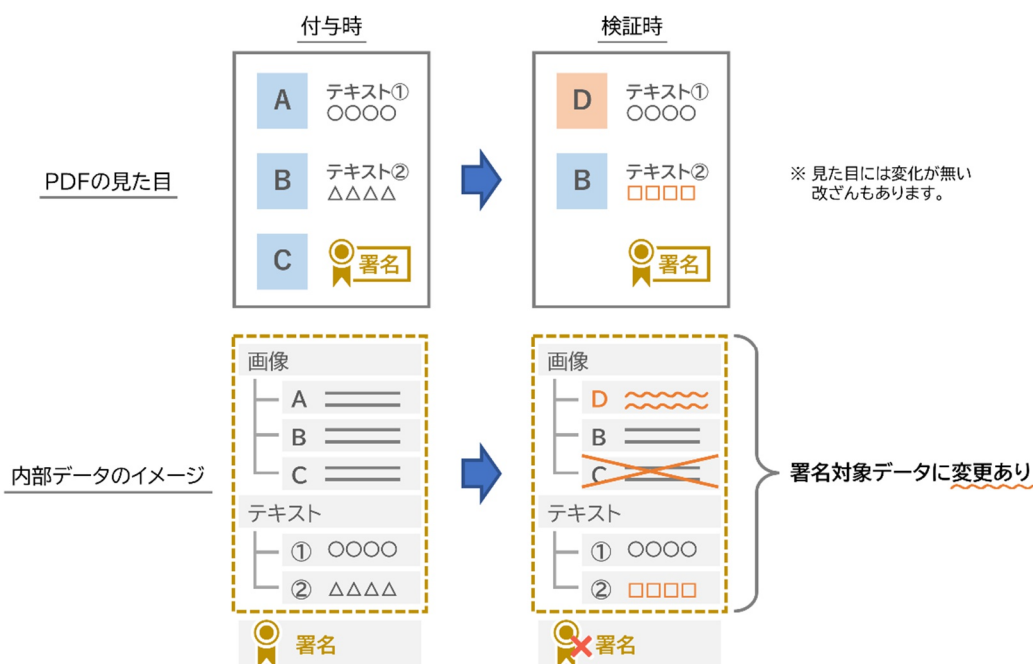 付与時
検証時
PDFの見た目
A テキスト①
○○○○
B テキスト②
△△△△
C 署名
D テキスト①
○○○○
B テキスト②
□□□□
署名
※ 見た目には変化が無い
改ざんもあります。
内部データのイメージ
画像
A
B
C
テキスト
① ○○○○
② △△△△
署名
画像
D
B
C
テキスト
① ○○○○
② □□□□
署名
署名対象データに変更あり